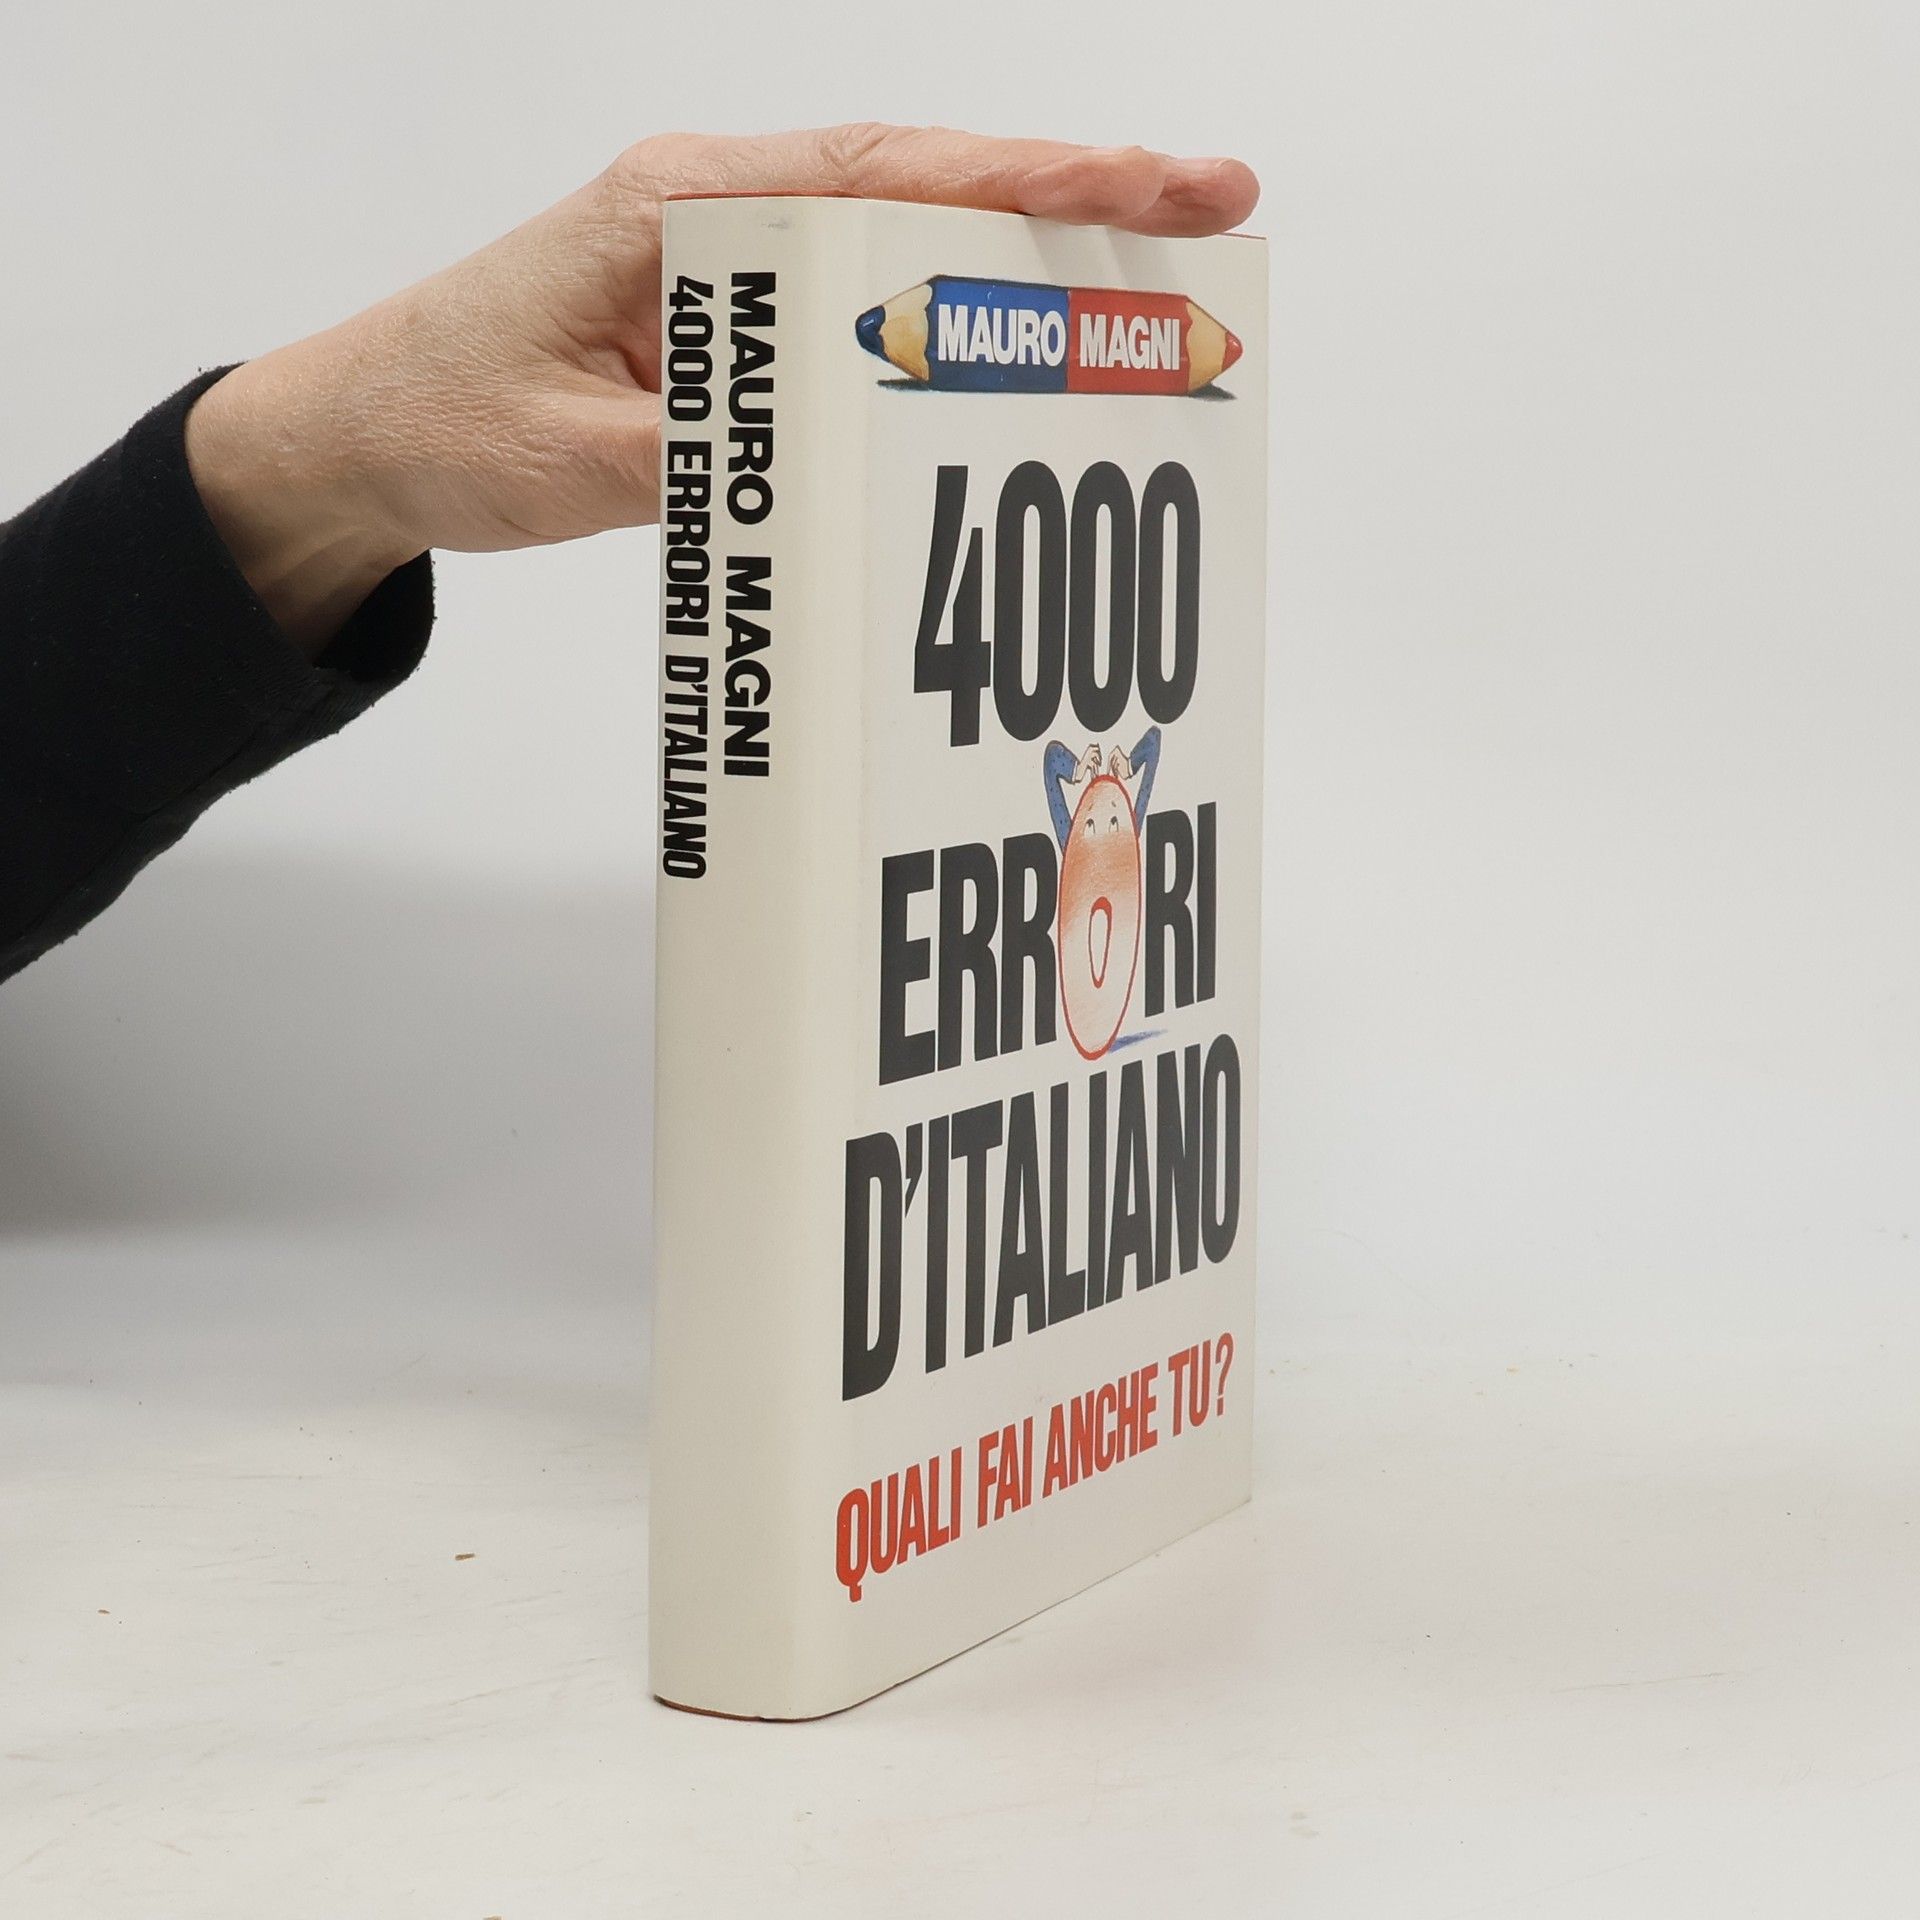 MAURO MAGNI
4000 ERRORI D'ITALIANO
MAURO MAGNI
4000
ERRORI
D'ITALIANO
QUALI FAI ANCHE TU?